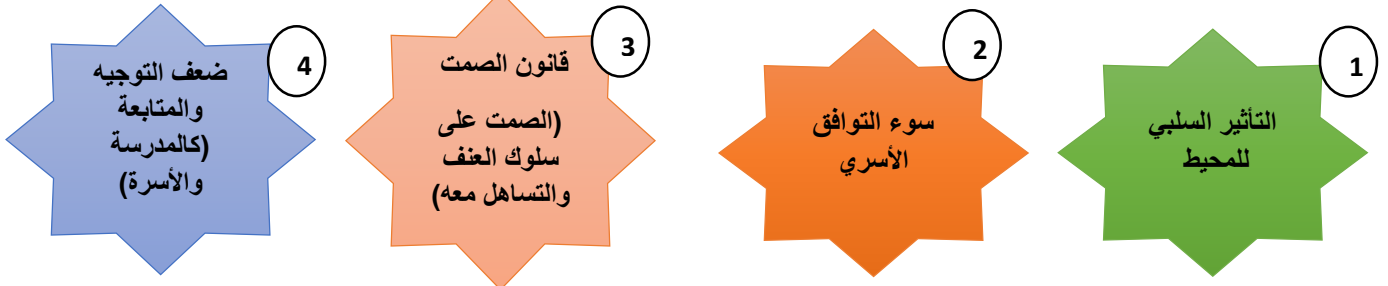 1
التأثير السلبي
للمحيط
2
سوء التوافق
الأسري
3
قانون الصمت
(الصمت على
سلوك العنف
والتساهل معه)
4
ضعف التوجيه
والمتابعة
(كالمدرسة
والأسرة)